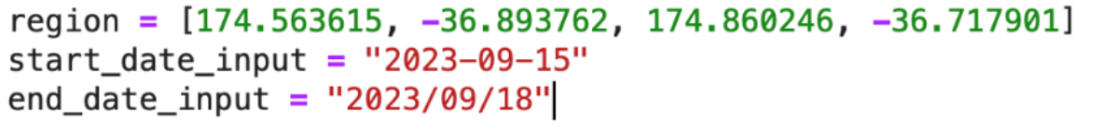 region = [174.563615, -36.893762, 174.860246, -36.717901]
start_date_input = "2023-09-15"
end_date_input = "2023/09/18"